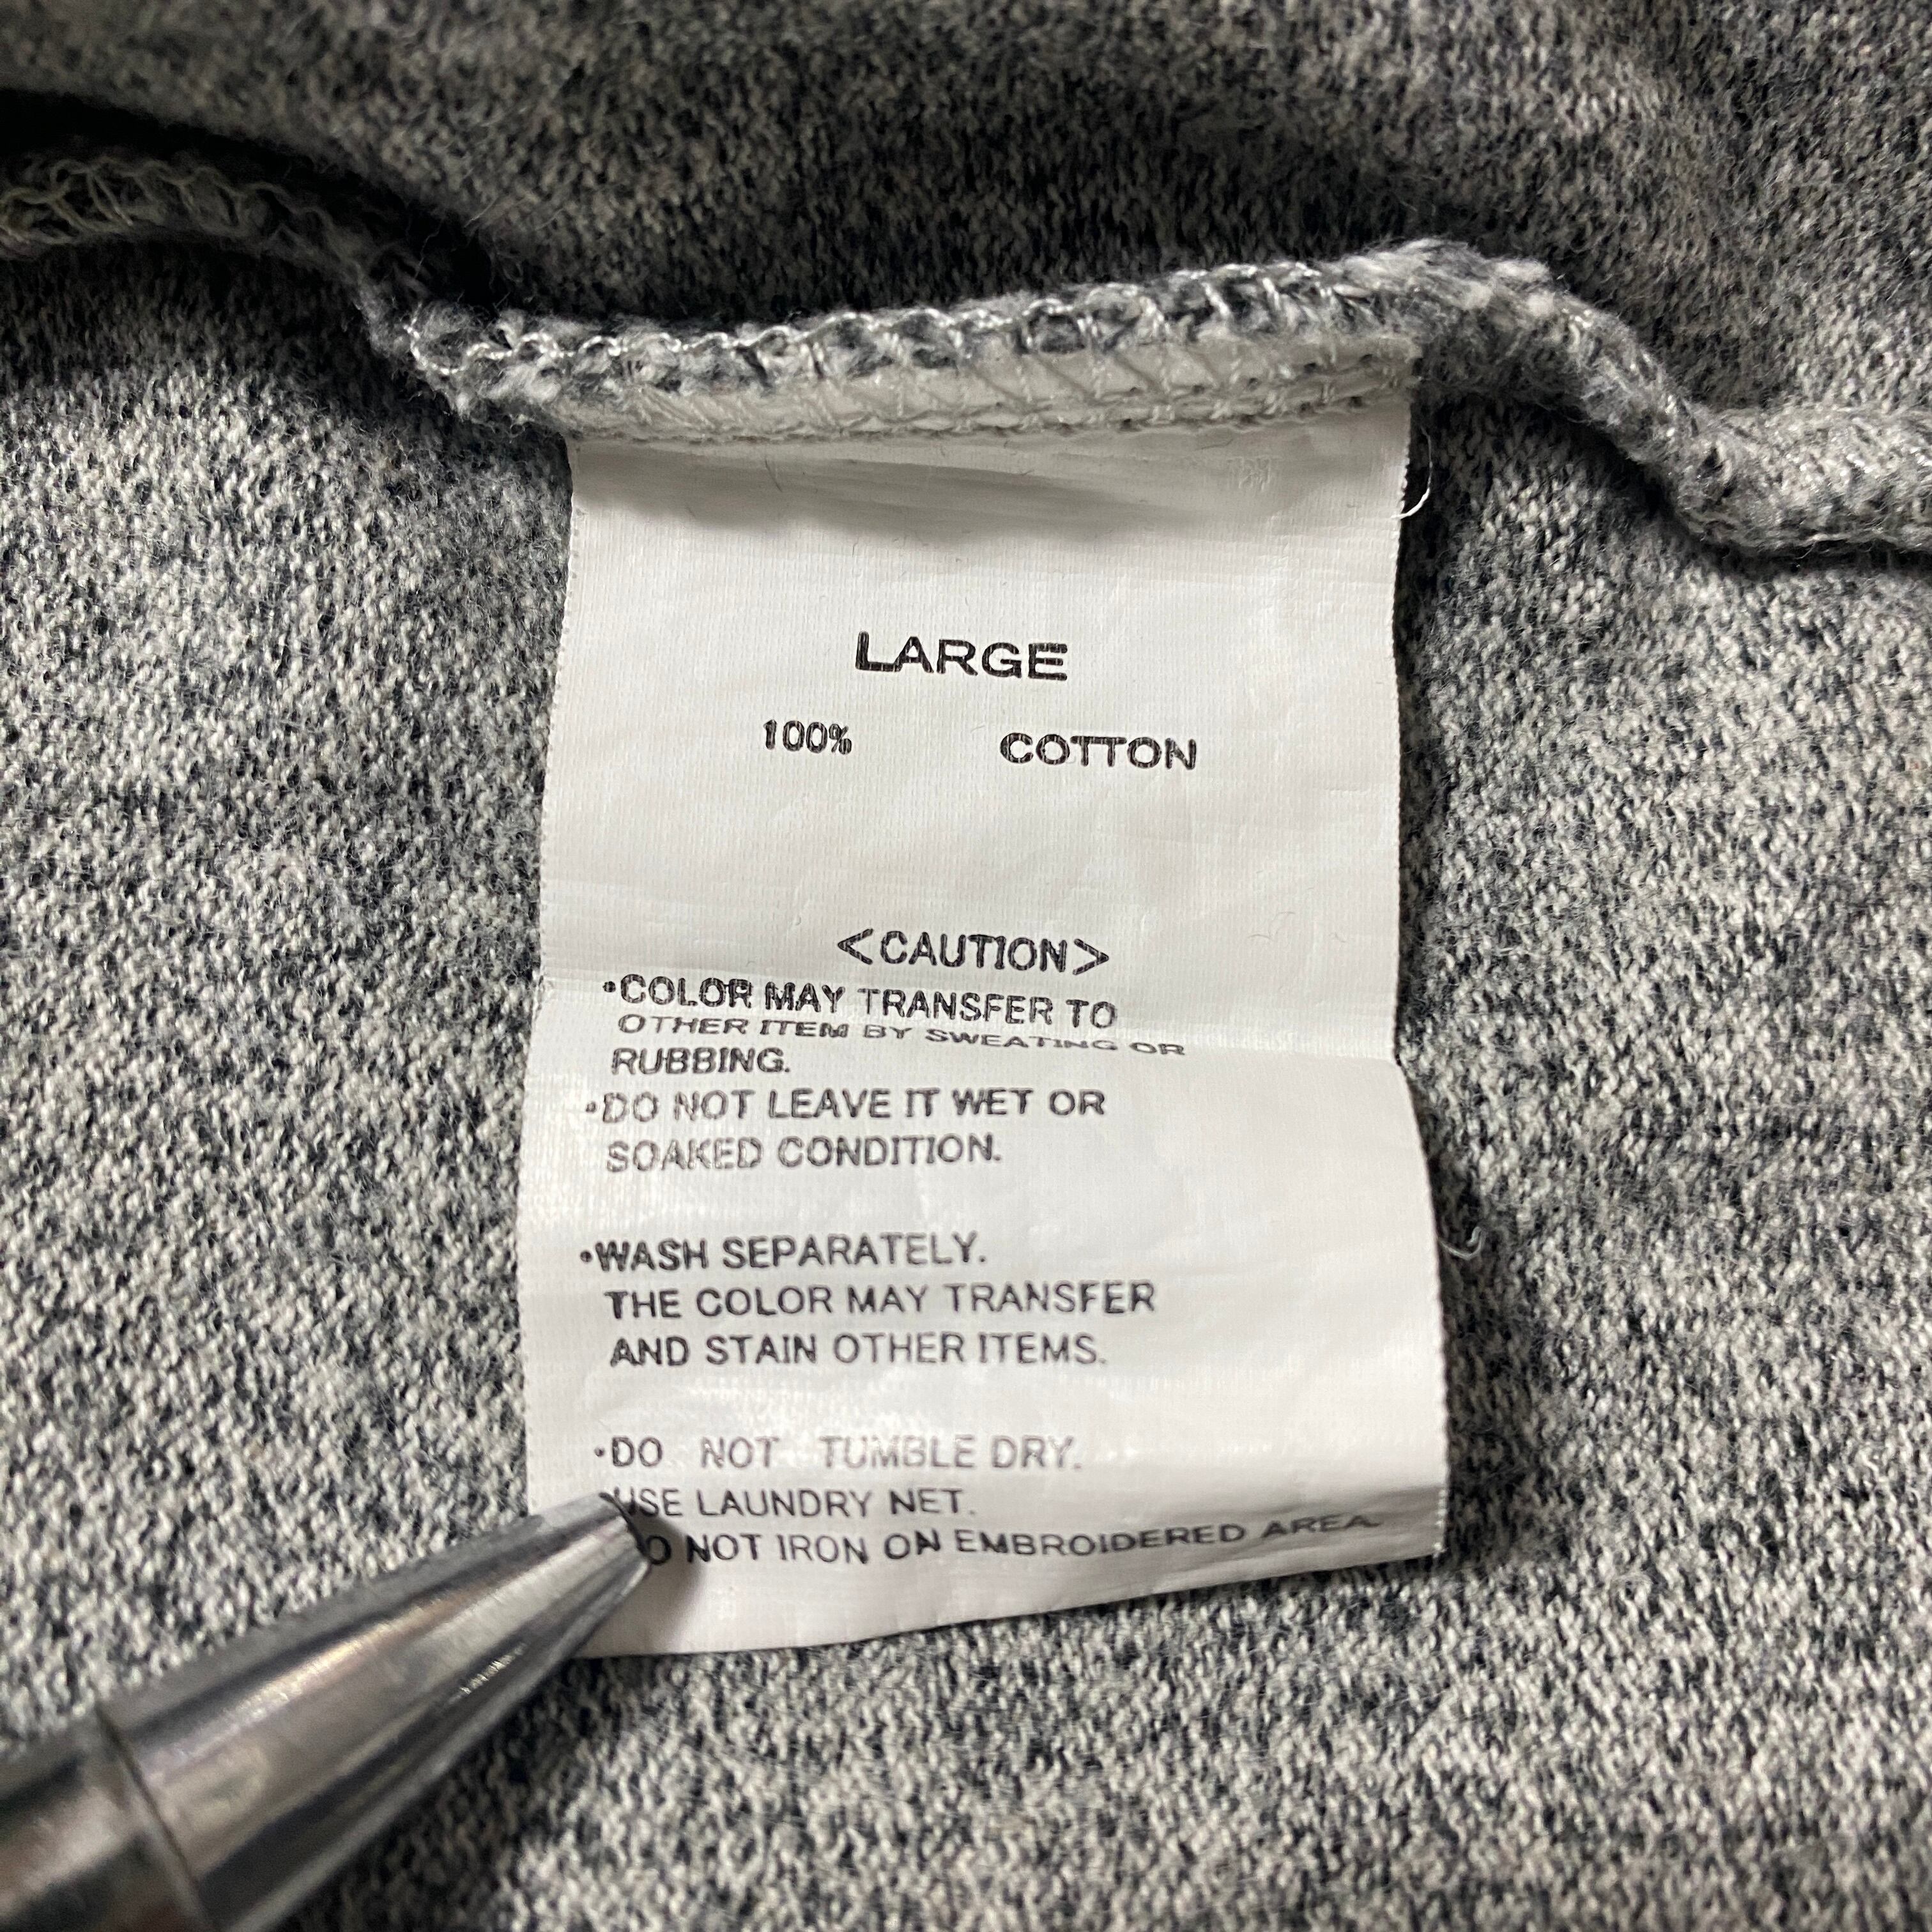 LARGE
100% COTTON
<CAUTION>
•COLOR MAY TRANSFER TO
OTHER ITEM BY SWEATING OR
RUBBING.
•DO NOT LEAVE IT WET OR
SOAKED CONDITION.
•WASH SEPARATELY.
THE COLOR MAY TRANSFER
AND STAIN OTHER ITEMS.
•DO NOT TUMBLE DRY.
•USE LAUNDRY NET.
DO NOT IRON ON EMBROIDERED AREA.